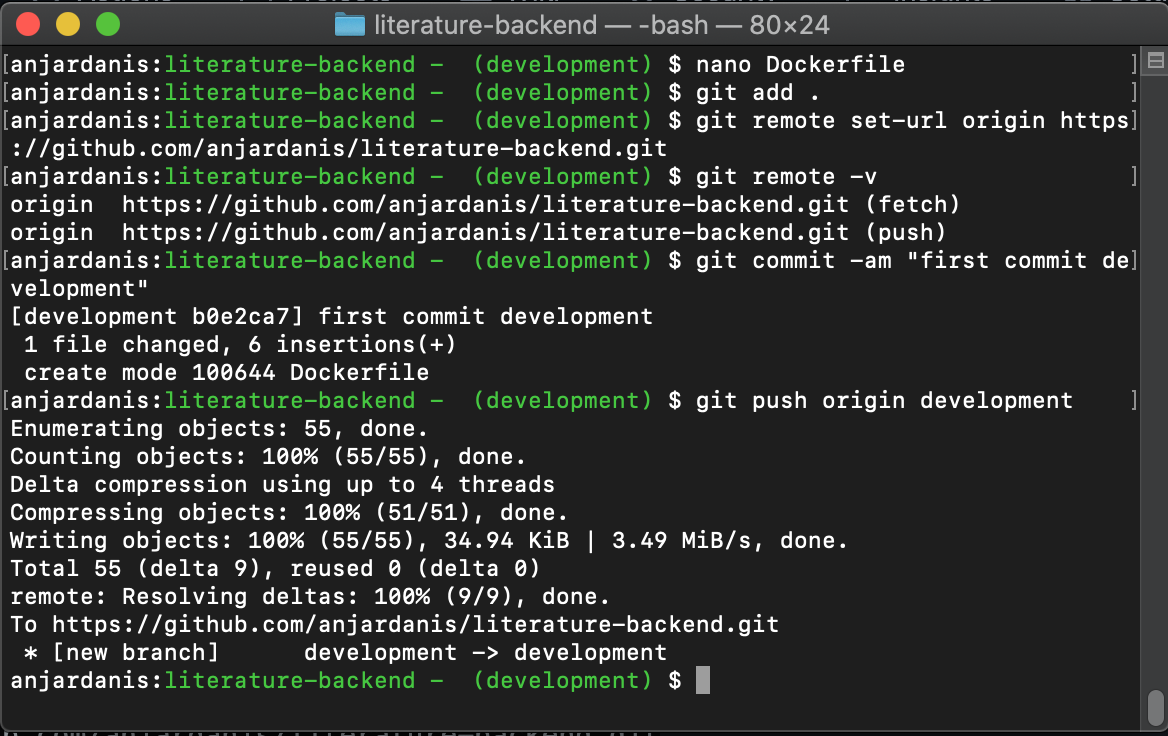 literature-backend — -bash — 80×24
[anjardanis:literature-backend - (development) $ nano Dockerfile ]
[anjardanis:literature-backend - (development) $ git add . ]
[anjardanis:literature-backend - (development) $ git remote set-url origin https]
://github.com/anjardanis/literature-backend.git
[anjardanis:literature-backend - (development) $ git remote -v ]
origin  https://github.com/anjardanis/literature-backend.git (fetch)
origin  https://github.com/anjardanis/literature-backend.git (push)
[anjardanis:literature-backend - (development) $ git commit -am "first commit de]
velopment"
[development b0e2ca7] first commit development
 1 file changed, 6 insertions(+)
 create mode 100644 Dockerfile
[anjardanis:literature-backend - (development) $ git push origin development ]
Enumerating objects: 55, done.
Counting objects: 100% (55/55), done.
Delta compression using up to 4 threads
Compressing objects: 100% (51/51), done.
Writing objects: 100% (55/55), 34.94 KiB | 3.49 MiB/s, done.
Total 55 (delta 9), reused 0 (delta 0)
remote: Resolving deltas: 100% (9/9), done.
To https://github.com/anjardanis/literature-backend.git
 * [new branch]      development -> development
anjardanis:literature-backend - (development) $